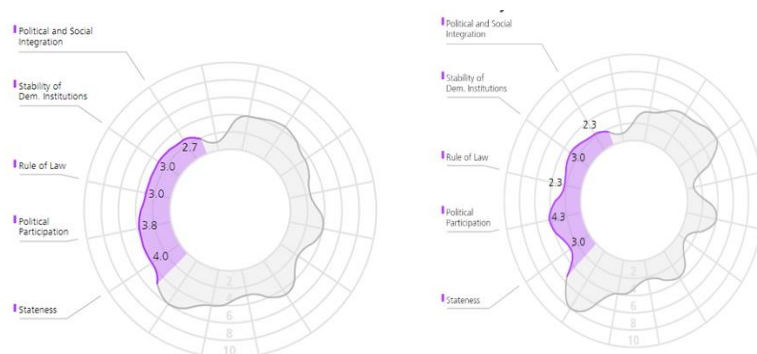 Political and Social
Integration
Stability of
Dem. Institutions
Rule of Law
Political
Participation
Stateness
2.7
3.0
3.0
3.8
4.0
2
4
6
8
10
Political and Social
Integration
Stability of
Dem. Institutions
Rule of Law
Political
Participation
Stateness
2.3
3.0
2.3
4.3
3.0
2
4
6
8
10